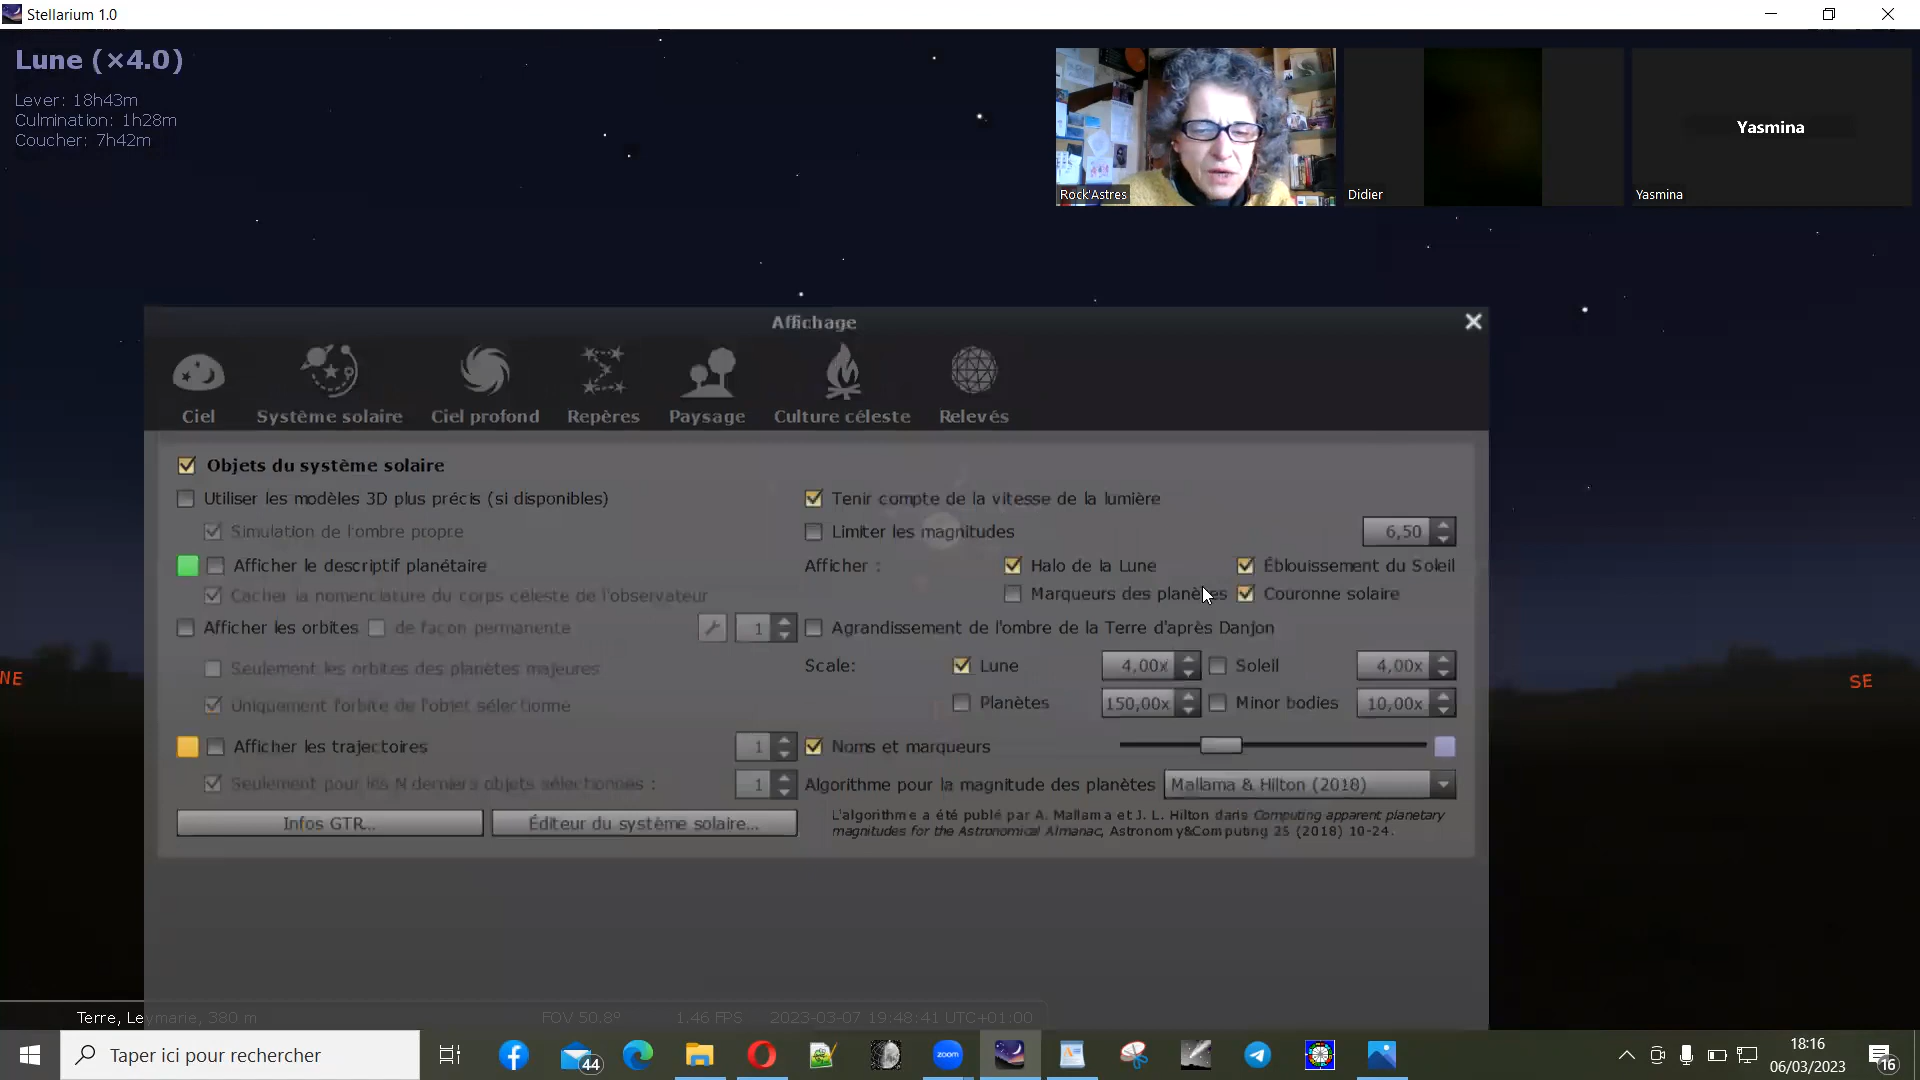 Stellarium 1.0
Lune (×4.0)
Lever: 18h43m
Culmination: 1h28m
Coucher: 7h42m
Rock'Astres
Didier
Yasmina
Yasmina
Affichage
Ciel
Système solaire
Ciel profond
Repères
Paysage
Culture céleste
Relevés
Objets du système solaire
Utiliser les modèles 3D plus précis (si disponibles)
Simulation de l'ombre propre
Afficher le descriptif planétaire
Cacher la nomenclature du corps céleste de l'observateur
Afficher les orbites
de façon permanente
1
Seulement les orbites des planètes majeures
Uniquement l'orbite de l'objet sélectionné
Afficher les trajectoires
1
Seulement pour les N derniers objets sélectionnés :
1
Infos GTR...
Éditeur du système solaire...
Tenir compte de la vitesse de la lumière
Limiter les magnitudes
6,50
Afficher :
Halo de la Lune
Éblouissement du Soleil
Marqueurs des planètes
Couronne solaire
Agrandissement de l'ombre de la Terre d'après Danjon
Scale:
Lune
4,00x
Soleil
4,00x
Planètes
150,00x
Minor bodies
10,00x
Noms et marqueurs
Algorithme pour la magnitude des planètes
Mallama & Hilton (2018)
L'algorithme a été publé par A. Mallama et J. L. Hilton dans Computing apparent planetary
magnitudes for the Astronomical Almanac, Astronomy&Computing 25 (2018) 10-24.
NE
SE
Terre, Leymarie, 380 m
FOV 50.8°
1.46 FPS
2023-03-07 19:48:41 UTC+01:00
Taper ici pour rechercher
44
zoom
18:16
06/03/2023
16